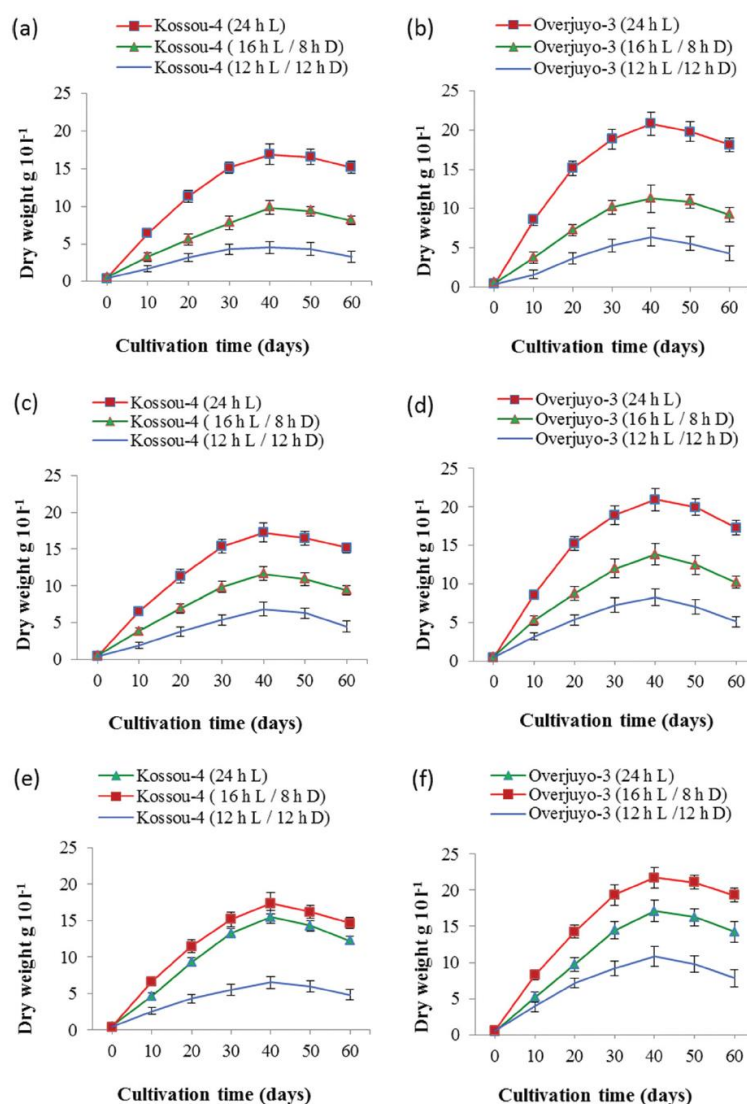 (a)
Kossou-4 (24 h L)
Kossou-4 ( 16 h L / 8 h D)
Kossou-4 (12 h L / 12 h D)
Dry weight g 10 l-1
25
20
15
10
5
0
0 10 20 30 40 50 60
Cultivation time (days)
(b)
Overjuyo-3 (24 h L)
Overjuyo-3 (16 h L / 8 h D)
Overjuyo-3 (12 h L /12 h D)
Dry weight g 10 l-1
25
20
15
10
5
0
0 10 20 30 40 50 60
Cultivation time (days)
(c)
Kossou-4 (24 h L)
Kossou-4 ( 16 h L / 8 h D)
Kossou-4 (12 h L / 12 h D)
Dry weight g 10 l-1
25
20
15
10
5
0
0 10 20 30 40 50 60
Cultivation time (days)
(d)
Overjuyo-3 (24 h L)
Overjuyo-3 (16 h L / 8 h D)
Overjuyo-3 (12 h L /12 h D)
Dry weight g 10 l-1
25
20
15
10
5
0
0 10 20 30 40 50 60
Cultivation time (days)
(e)
Kossou-4 (24 h L)
Kossou-4 ( 16 h L / 8 h D)
Kossou-4 (12 h L / 12 h D)
Dry weight g 10 l-1
25
20
15
10
5
0
0 10 20 30 40 50 60
Cultivation time (days)
(f)
Overjuyo-3 (24 h L)
Overjuyo-3 (16 h L / 8 h D)
Overjuyo-3 (12 h L /12 h D)
Dry weight g 10 l-1
25
20
15
10
5
0
0 10 20 30 40 50 60
Cultivation time (days)